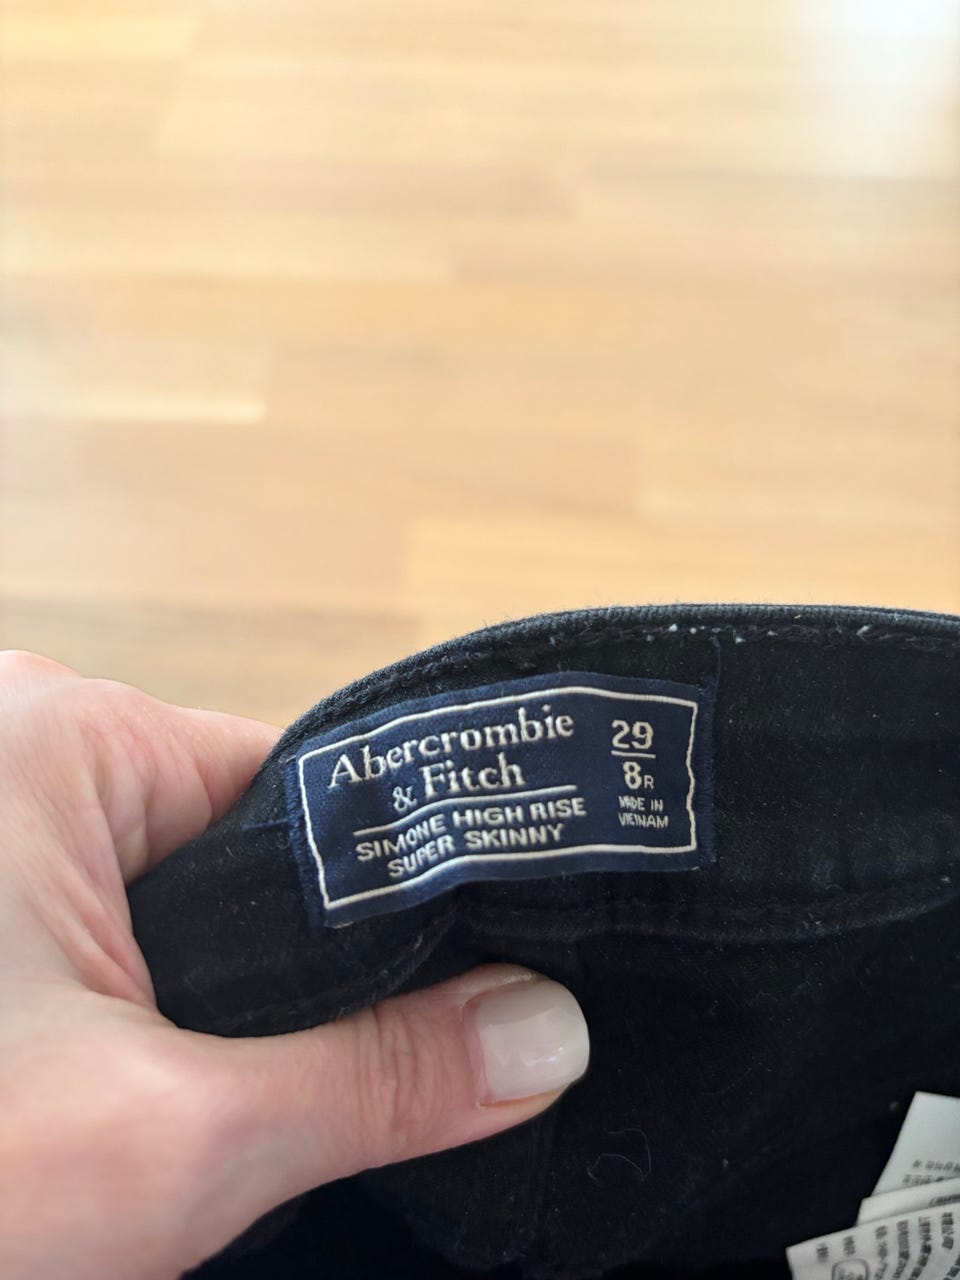 Abercrombie
& Fitch
SIMONE HIGH RISE
SUPER SKINNY
29
8R
MADE IN
VIETNAM